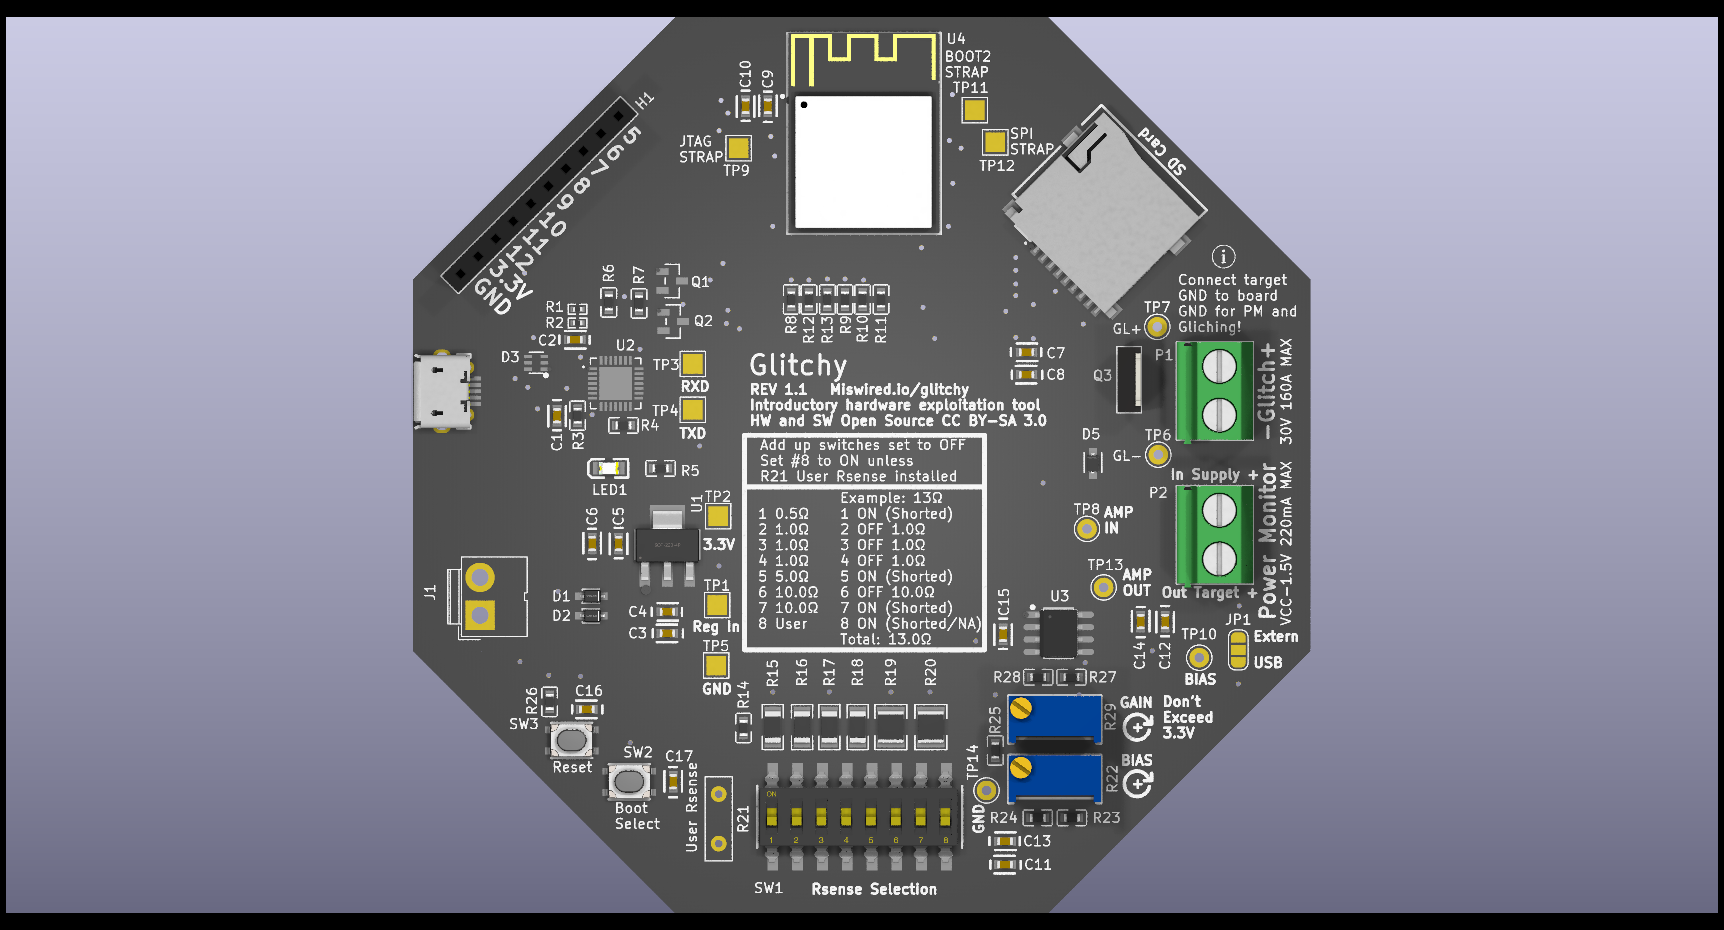 U4
BOOT2
STRAP
TP11
C10
C9
H1
JTAG
STRAP
TP9
SPI
STRAP
TP12
SD Card
5
6
7
8
9
10
11
12
3.3V
GND
Connect target
GND to board
GND for PM and
Gliching!
TP7
GL+
R6
R7
Q1
Q2
R1
R2
C2
U2
D3
R8
R12
R13
R9
R10
R11
C7
C8
Q3
P1
-Glitch+
30V 160A MAX
TP3
RXD
TP4
TXD
C1
R3
R4
Glitchy
REV 1.1 Miswired.io/glitchy
Introductory hardware exploitation tool
HW and SW Open Source CC BY-SA 3.0
D5
TP6
GL-
In Supply +
P2
Power Monitor
VCC-1.5V 220mA MAX
Out Target +
Add up switches set to OFF
Set #8 to ON unless
R21 User Rsense installed
Example: 13Ω
1 0.5Ω 1 ON (Shorted)
2 1.0Ω 2 OFF 1.0Ω
3 1.0Ω 3 OFF 1.0Ω
4 1.0Ω 4 OFF 1.0Ω
5 5.0Ω 5 ON (Shorted)
6 10.0Ω 6 OFF 10.0Ω
7 10.0Ω 7 ON (Shorted)
8 User 8 ON (Shorted/NA)
Total: 13.0Ω
R5
LED1
C6
C5
U1
TP2
3.3V
TP8
AMP
IN
TP13
AMP
OUT
J1
D1
D2
C4
C3
TP1
Reg In
TP5
GND
C15
U3
C14
C12
TP10
BIAS
JP1
Extern
USB
R28
R27
R26
C16
SW3
Reset
SW2
Boot
Select
C17
R14
R15
R16
R17
R18
R19
R20
User Rsense
R21
ON
1 2 3 4 5 6 7 8
SW1
Rsense Selection
R25
TP14
GND
R29
GAIN
Don't
Exceed
3.3V
R22
BIAS
R24
R23
C13
C11